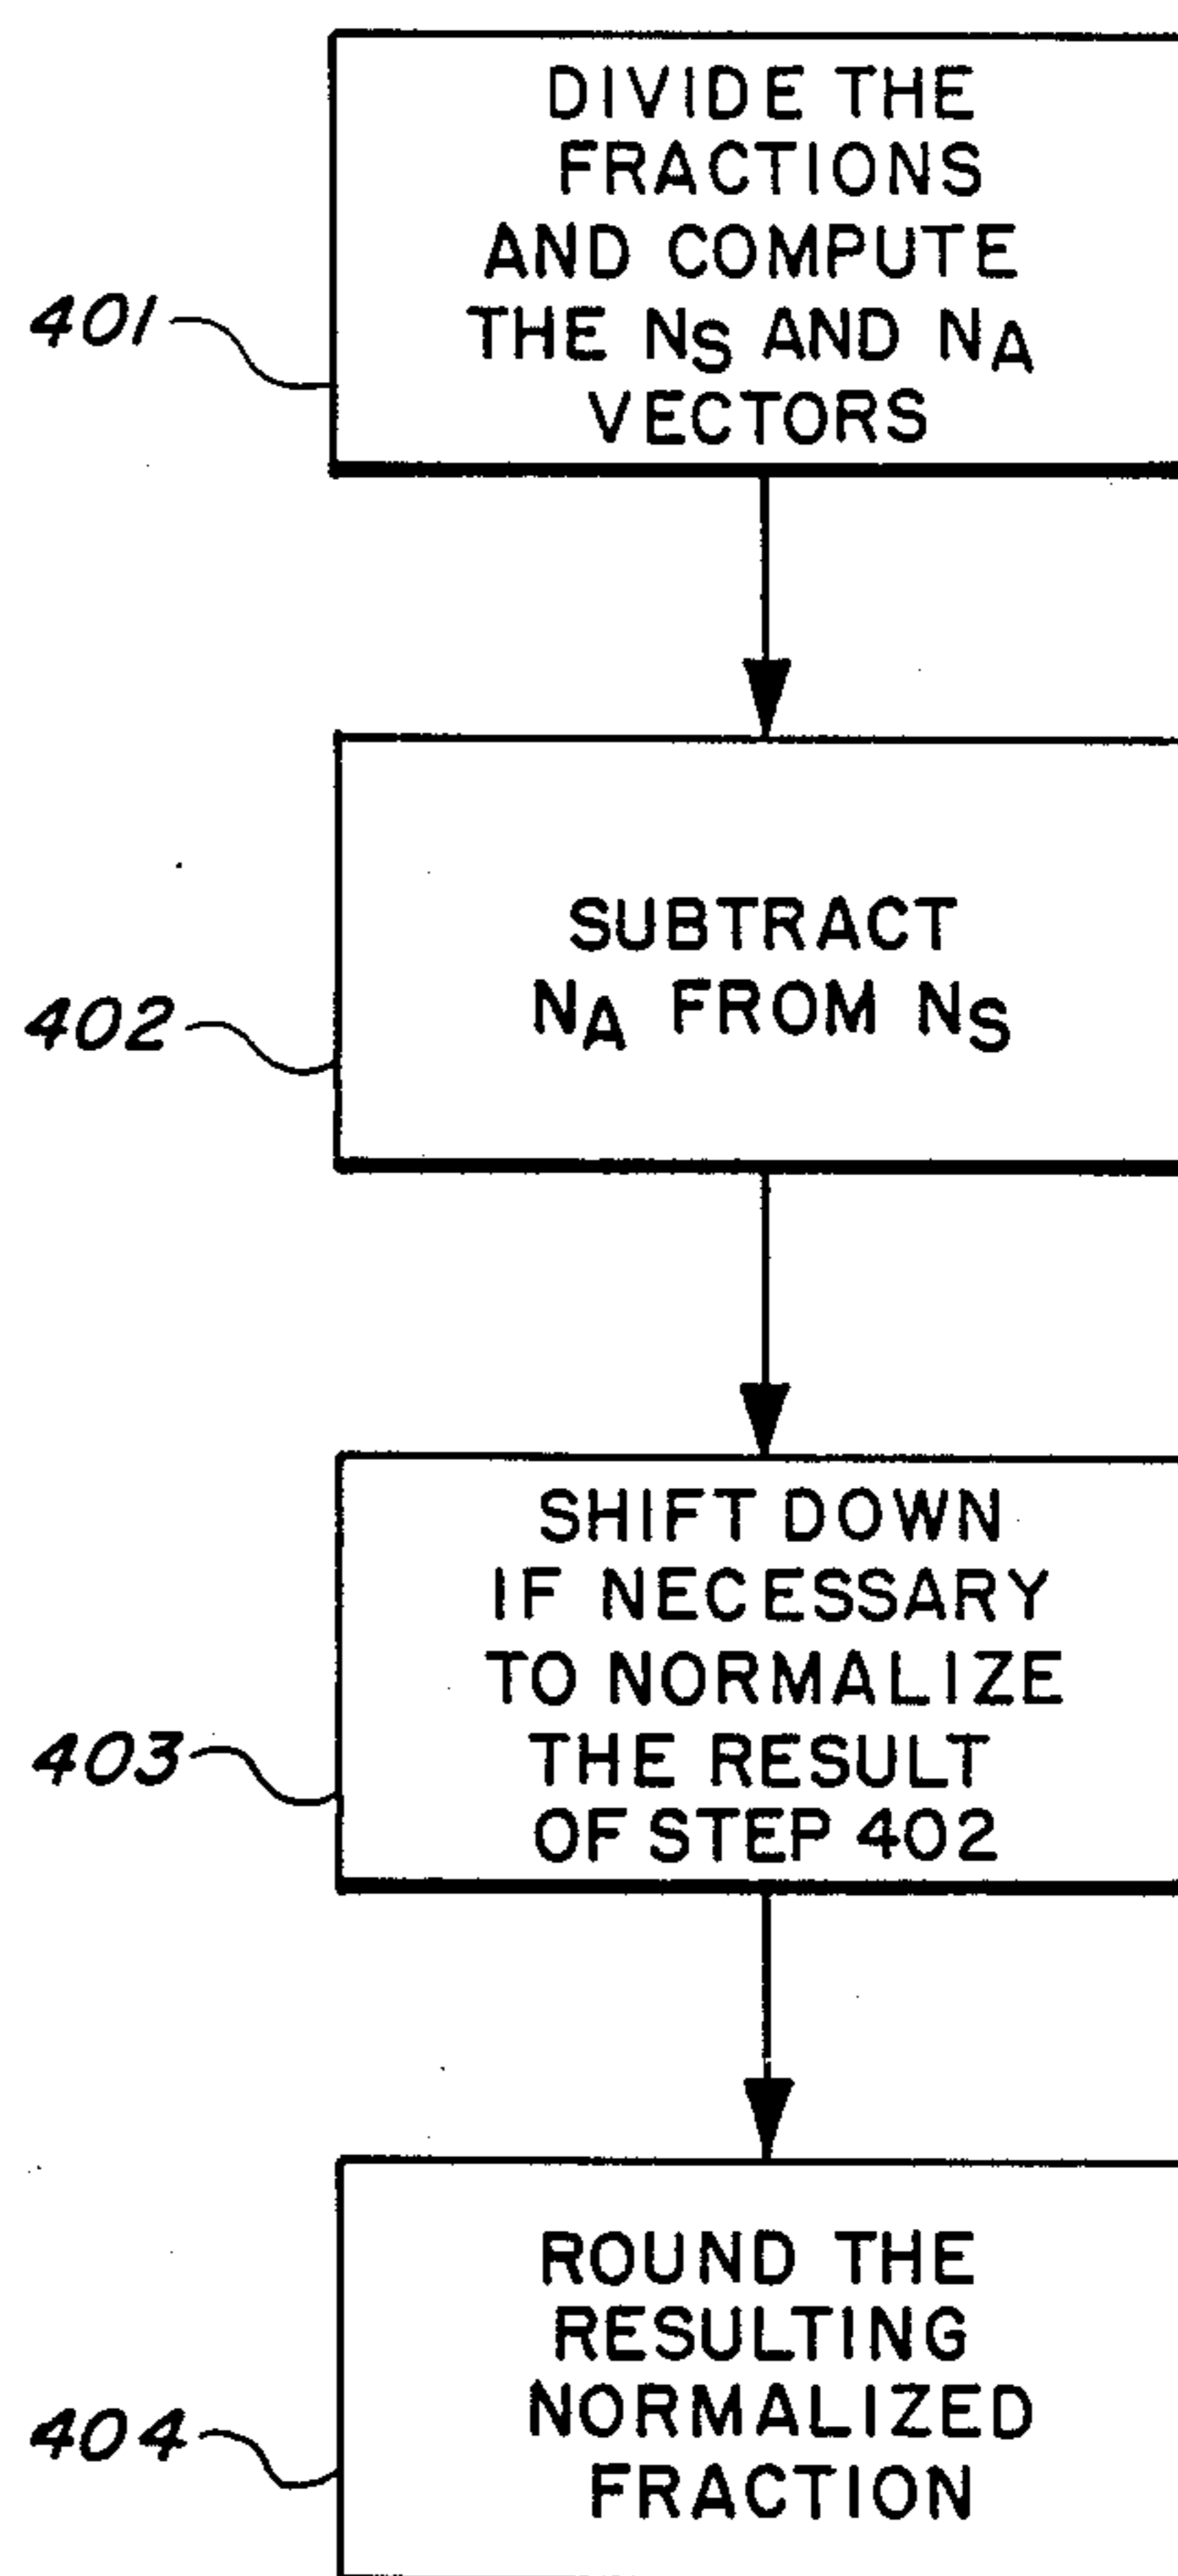 DIVIDE THE
FRACTIONS
AND COMPUTE
THE NS AND NA
VECTORS
401
SUBTRACT
NA FROM NS
402
SHIFT DOWN
IF NECESSARY
TO NORMALIZE
THE RESULT
OF STEP 402
403
ROUND THE
RESULTING
NORMALIZED
FRACTION
404